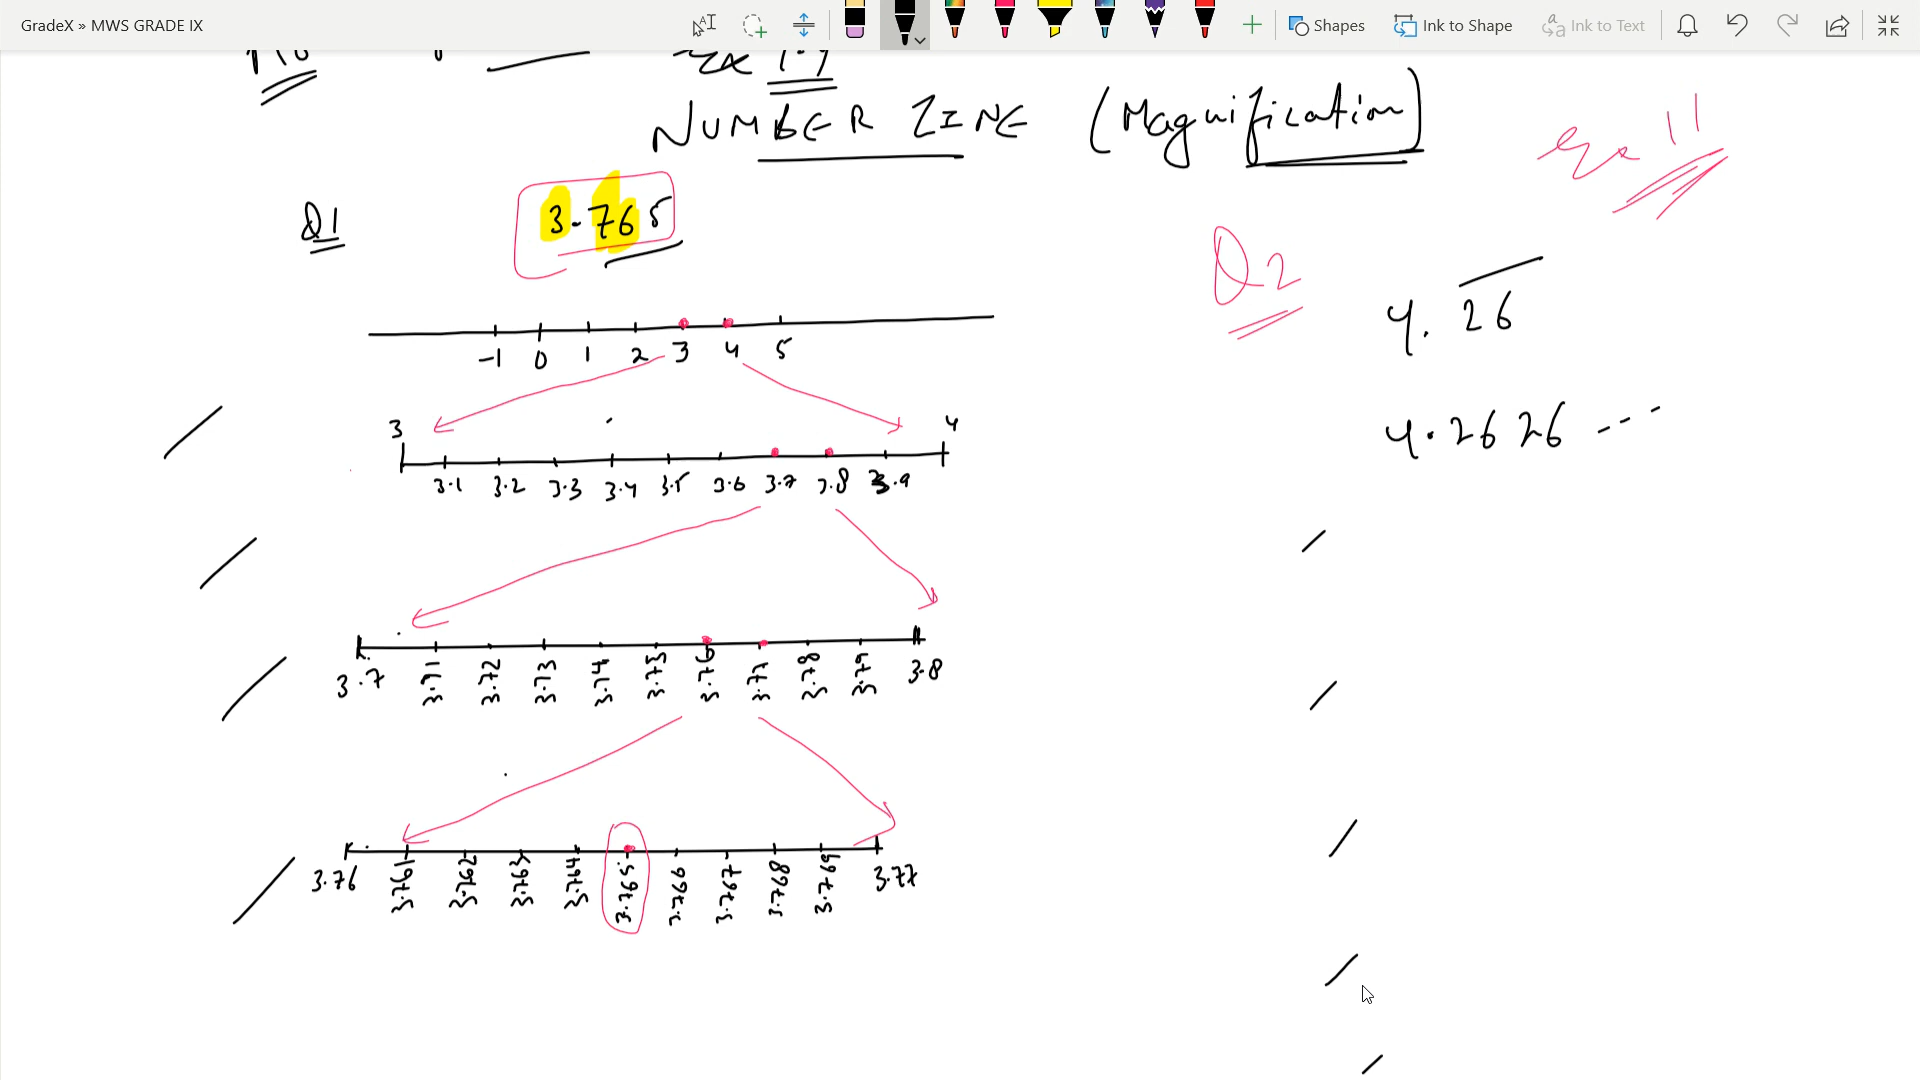 GradeX » MWS GRADE IX
Shapes
Ink to Shape
Ink to Text
NUMBER LINE (Magnification)
Ex
Q1
3.765
Q2
4.26
4.2626 ---
-1 0 1 2 3 4 5
3 4
3.1 3.2 3.3 3.4 3.5 3.6 3.7 3.8 3.9
3.7 3.71 3.72 3.73 3.74 3.75 3.76 3.77 3.78 3.79 3.8
3.76 3.761 3.762 3.763 3.764 3.765 3.766 3.767 3.768 3.769 3.77